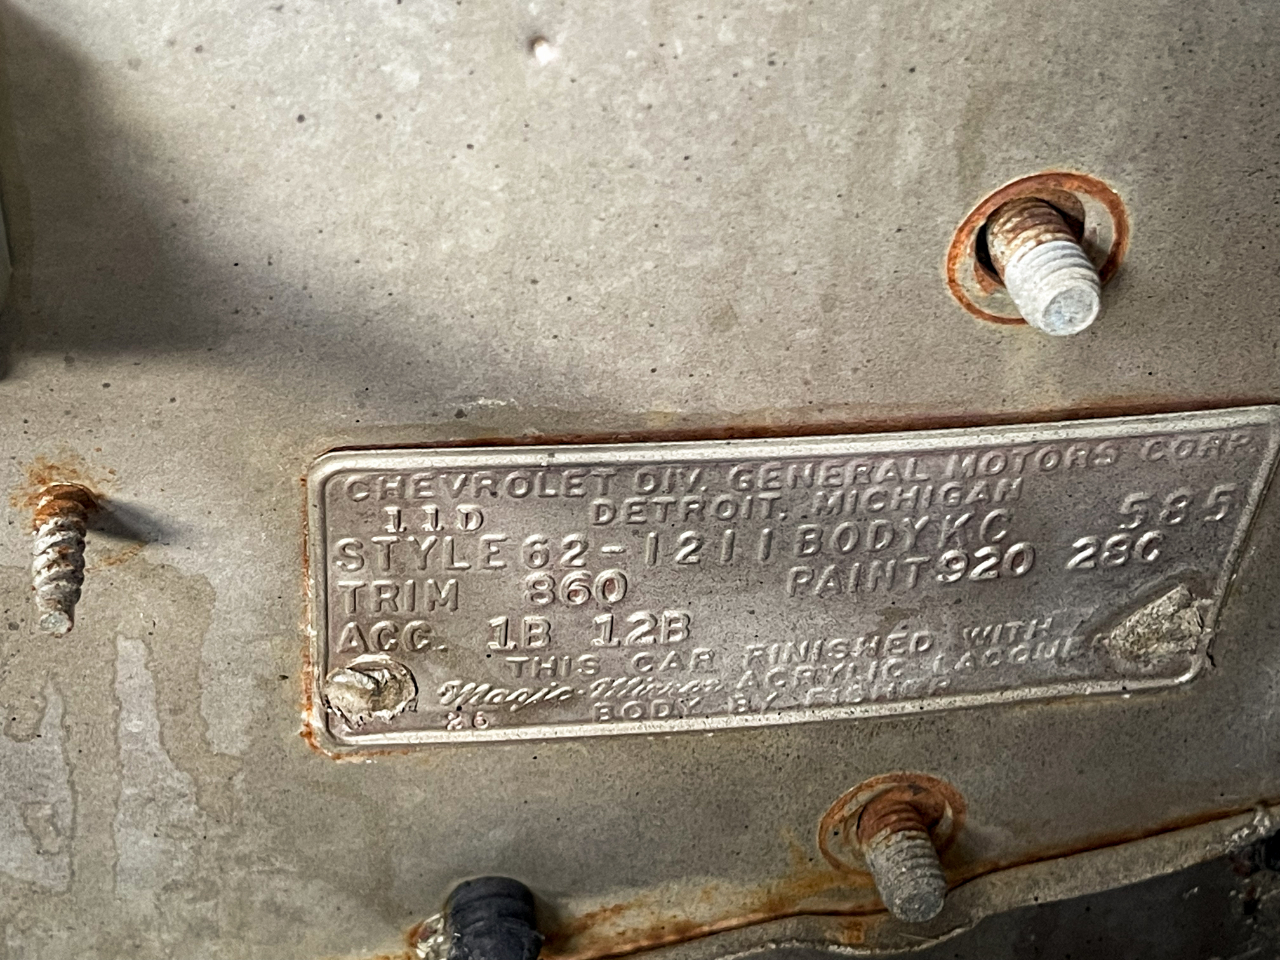 CHEVROLET DIV. GENERAL MOTORS CORP.
11D DETROIT, MICHIGAN
STYLE 62-1211 BODY KC 585
TRIM 860 PAINT 920 28C
ACC. 1B 12B
THIS CAR FINISHED WITH
Magic-Mirror ACRYLIC LACQUER
26 BODY BY FISHER